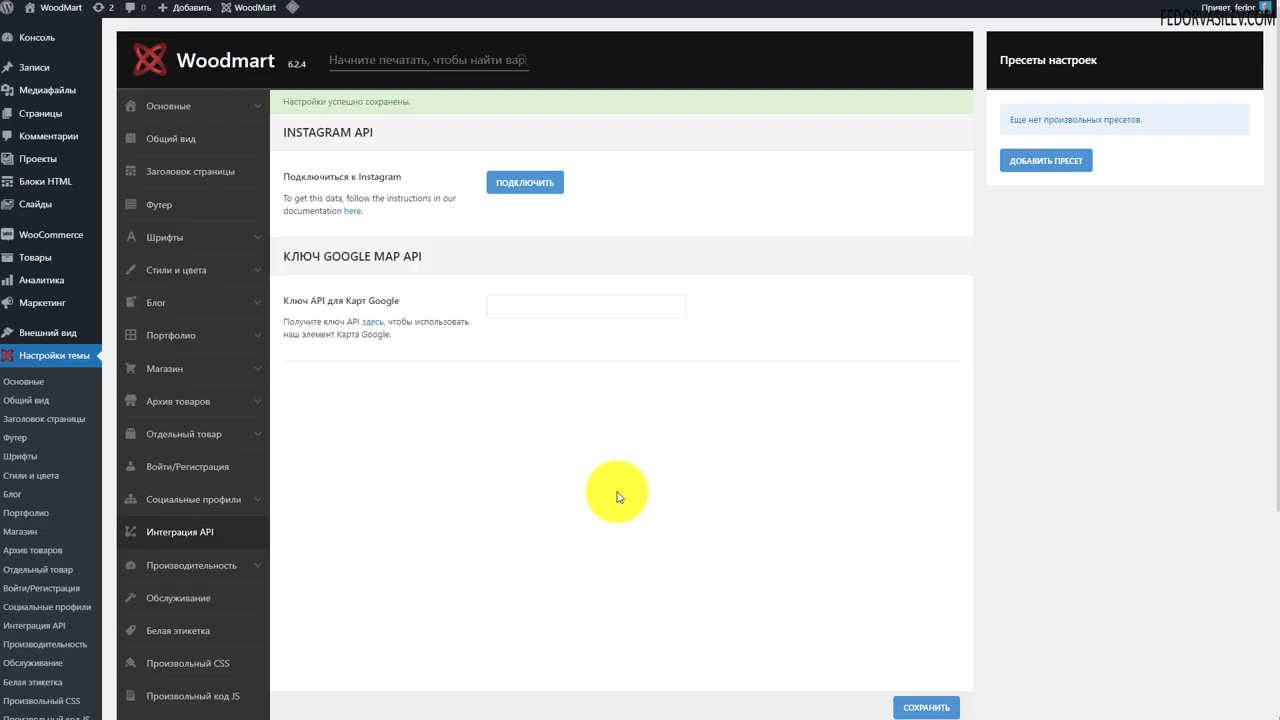 WoodMart
2
0
Добавить
WoodMart
Привет, fedor
FEDORVASILEV.COM
Консоль
Записи
Медиафайлы
Страницы
Комментарии
Проекты
Блоки HTML
Слайды
WooCommerce
Товары
Аналитика
Маркетинг
Внешний вид
Настройки темы
Основные
Общий вид
Заголовок страницы
Футер
Шрифты
Стили и цвета
Блог
Портфолио
Магазин
Архив товаров
Отдельный товар
Войти/Регистрация
Социальные профили
Интеграция API
Производительность
Обслуживание
Белая этикетка
Произвольный CSS
Произвольный код JS
Woodmart
6.2.4
Начните печатать, чтобы найти вар
Основные
Общий вид
Заголовок страницы
Футер
Шрифты
Стили и цвета
Блог
Портфолио
Магазин
Архив товаров
Отдельный товар
Войти/Регистрация
Социальные профили
Интеграция API
Производительность
Обслуживание
Белая этикетка
Произвольный CSS
Произвольный код JS
Настройки успешно сохранены.
INSTAGRAM API
Подключиться к Instagram
To get this data, follow the instructions in our
documentation here.
ПОДКЛЮЧИТЬ
КЛЮЧ GOOGLE MAP API
Ключ API для Карт Google
Получите ключ API здесь, чтобы использовать
наш элемент Карта Google.
СОХРАНИТЬ
Пресеты настроек
Еще нет произвольных пресетов.
ДОБАВИТЬ ПРЕСЕТ